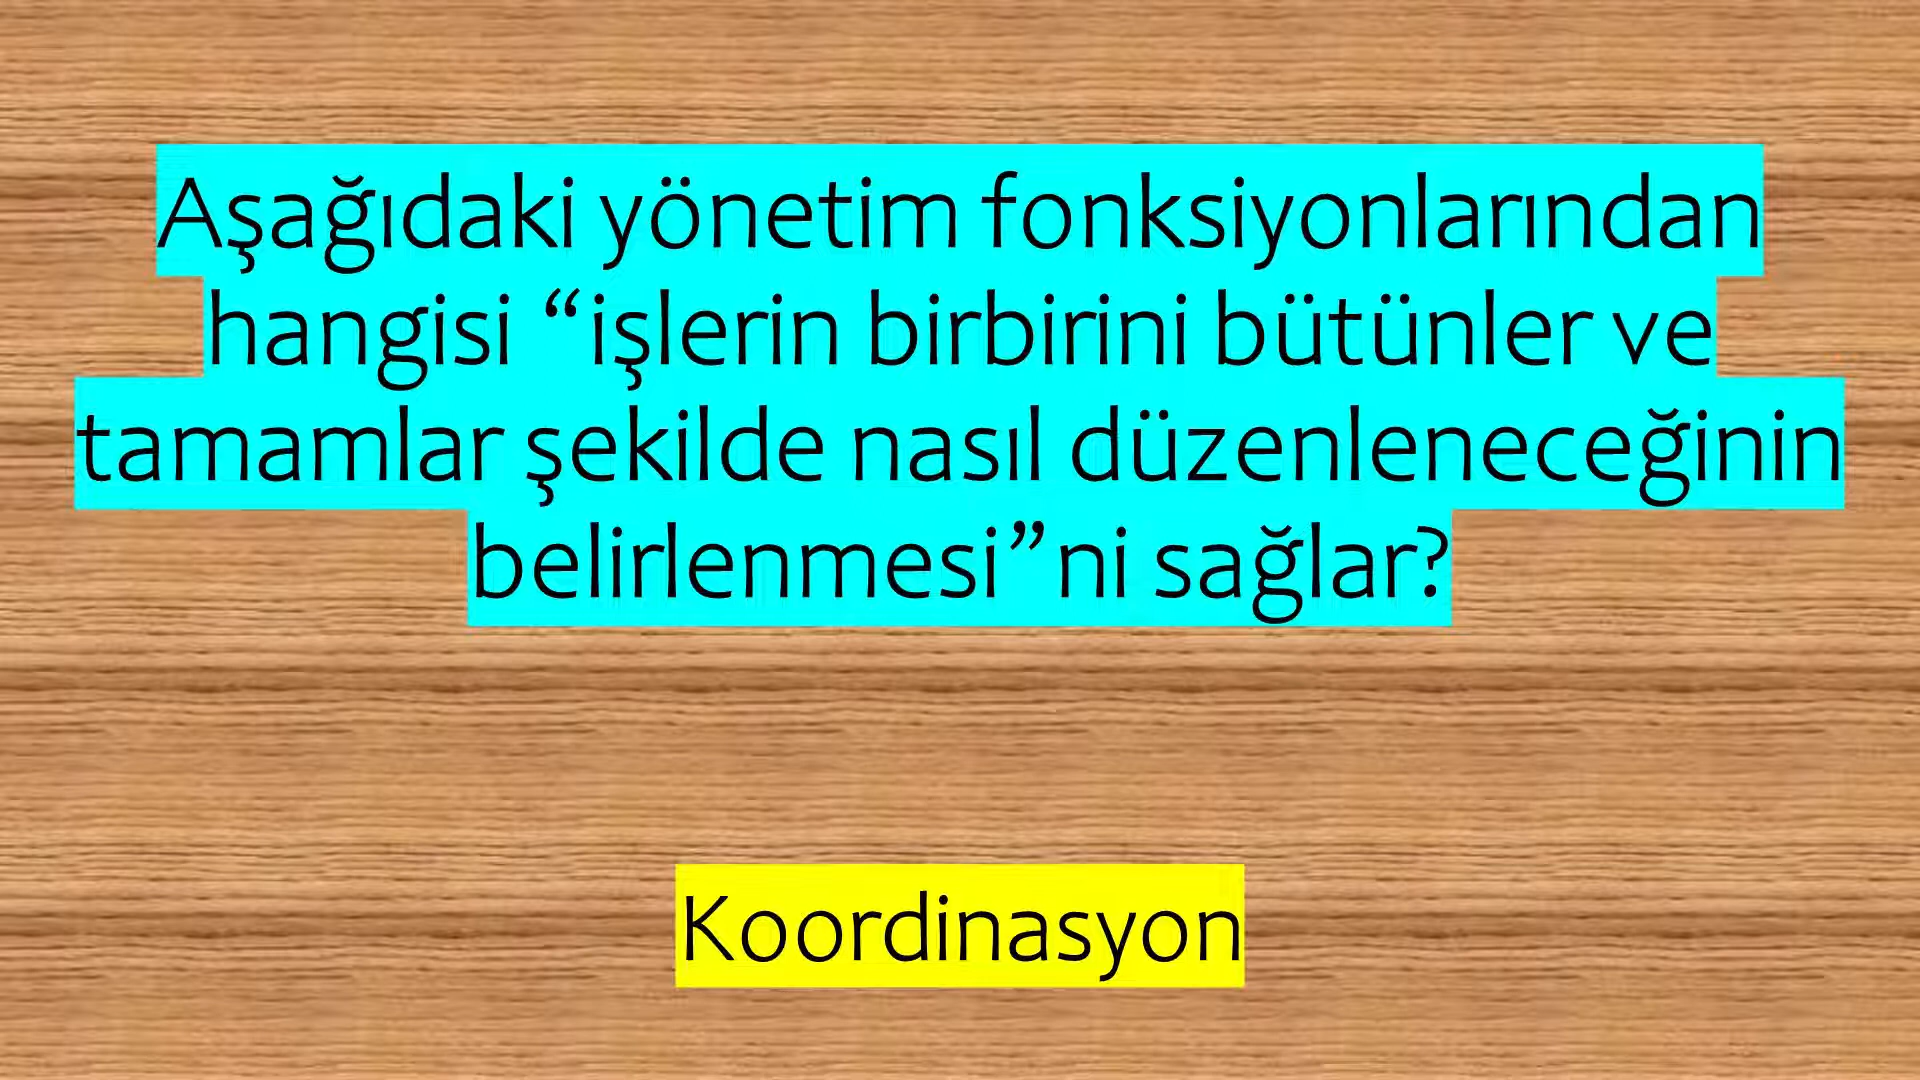 Aşağıdaki yönetim fonksiyonlarından
hangisi “işlerin birbirini bütünler ve
tamamlar şekilde nasıl düzenleneceğinin
belirlenmesi”ni sağlar?
Koordinasyon